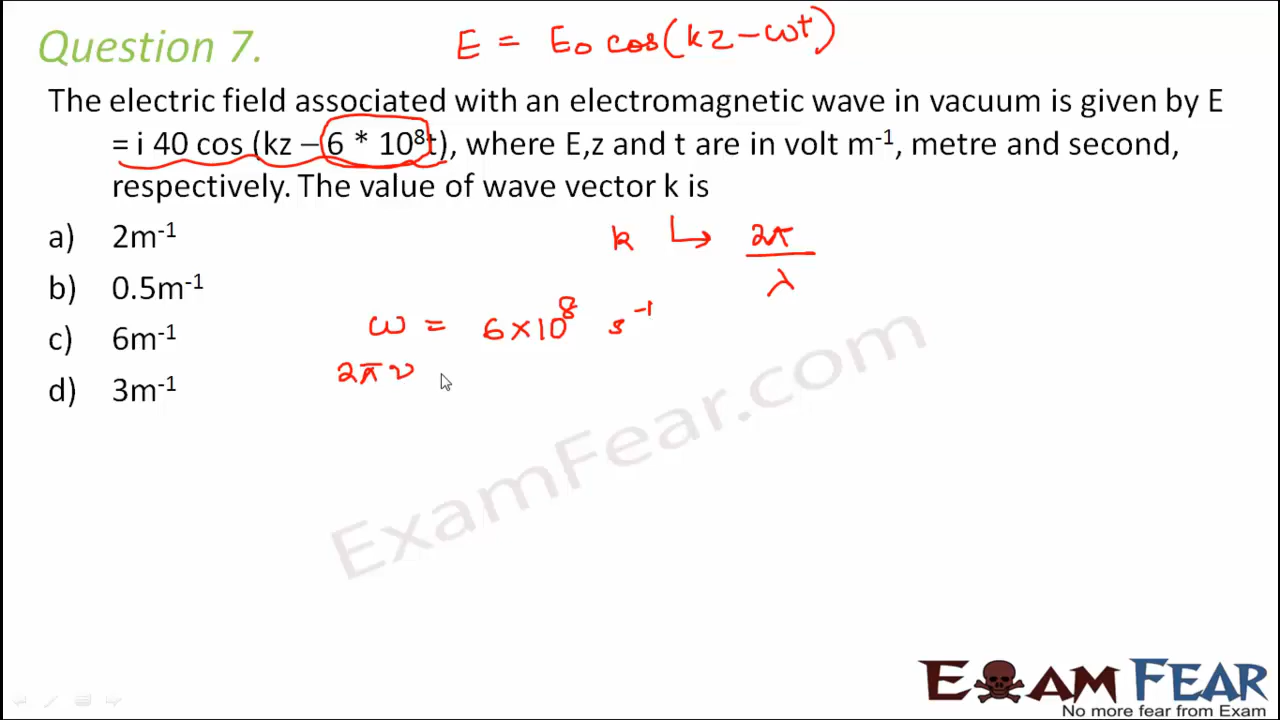 Question 7.
E = E₀ cos(kz − ωt)
The electric field associated with an electromagnetic wave in vacuum is given by E
= i 40 cos (kz – 6 * 10⁸t), where E,z and t are in volt m⁻¹, metre and second,
respectively. The value of wave vector k is
a) 2m⁻¹
b) 0.5m⁻¹
c) 6m⁻¹
d) 3m⁻¹
k ↳ 2π
λ
ω = 6×10⁸ s⁻¹
2πν
ExamFear.com
EXAM FEAR
No more fear from Exam